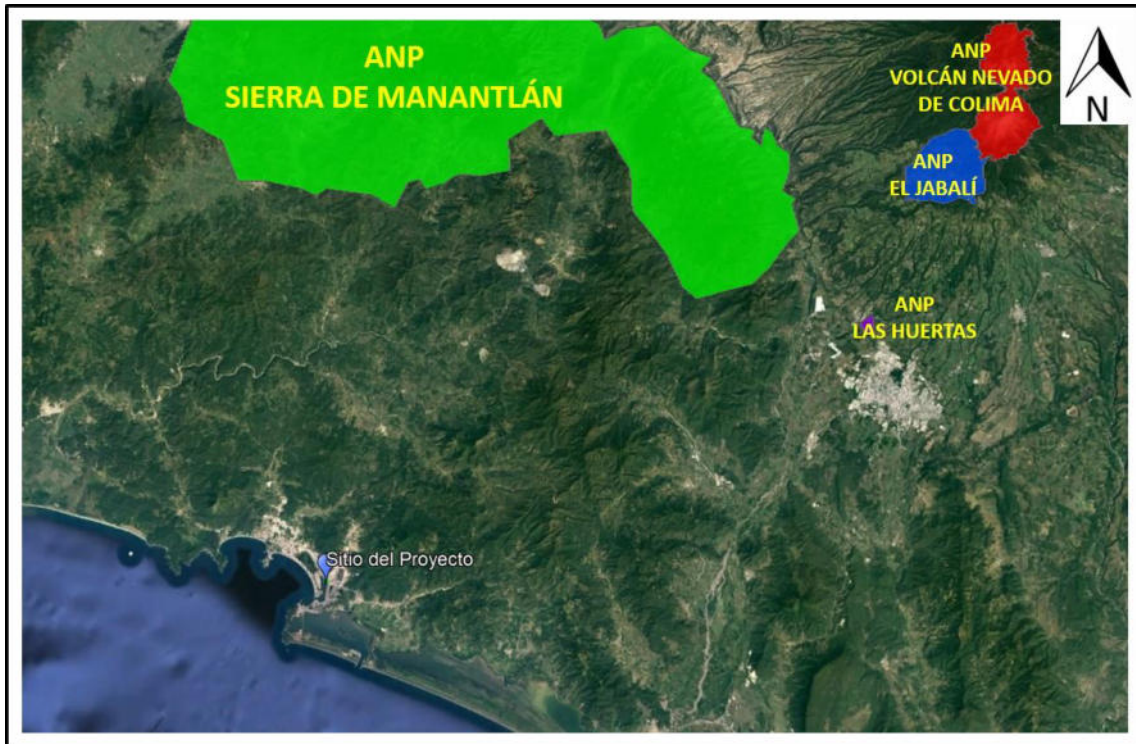 ANP
SIERRA DE MANANTLÁN
ANP
VOLCÁN NEVADO
DE COLIMA
N
ANP
EL JABALÍ
ANP
LAS HUERTAS
Sitio del Proyecto